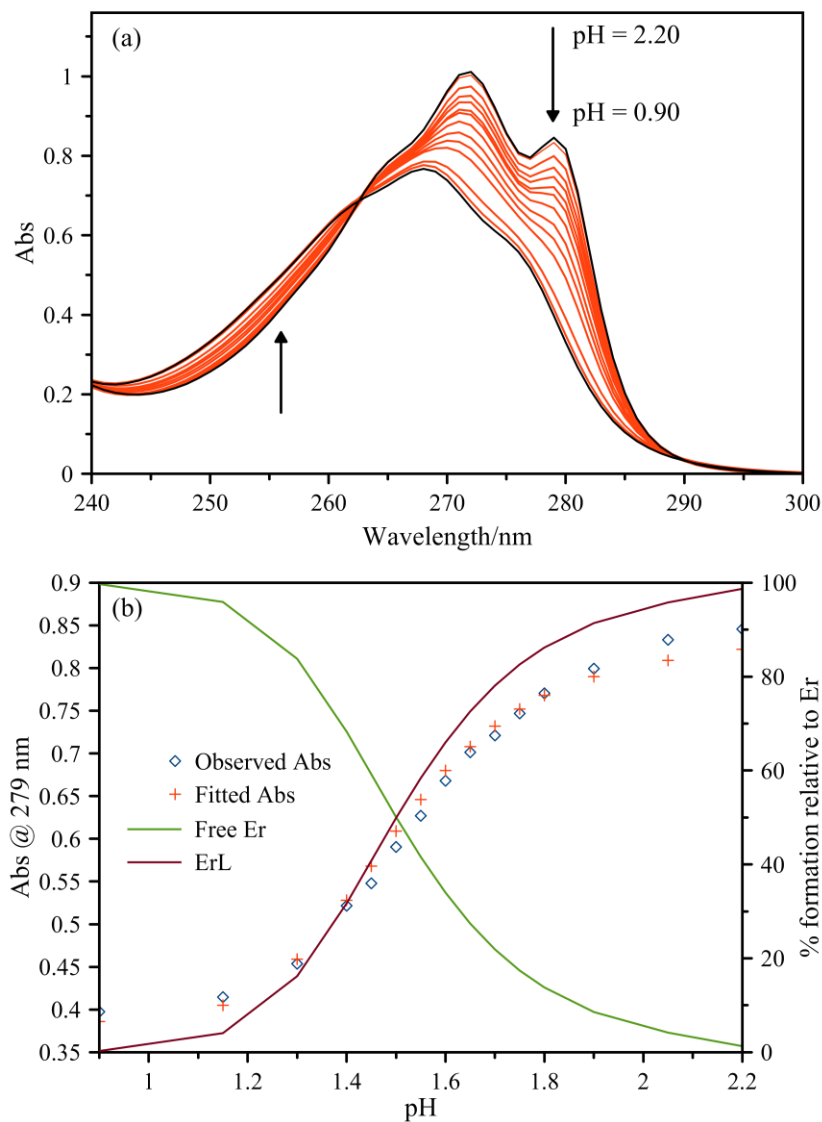 (a)
pH = 2.20
pH = 0.90
1
0.8
0.6
0.4
0.2
0
Abs
240 250 260 270 280 290 300
Wavelength/nm
(b)
0.9
0.85
0.8
0.75
0.7
0.65
0.6
0.55
0.5
0.45
0.4
0.35
Abs @ 279 nm
Observed Abs
Fitted Abs
Free Er
ErL
100
80
60
40
20
0
% formation relative to Er
1 1.2 1.4 1.6 1.8 2 2.2
pH